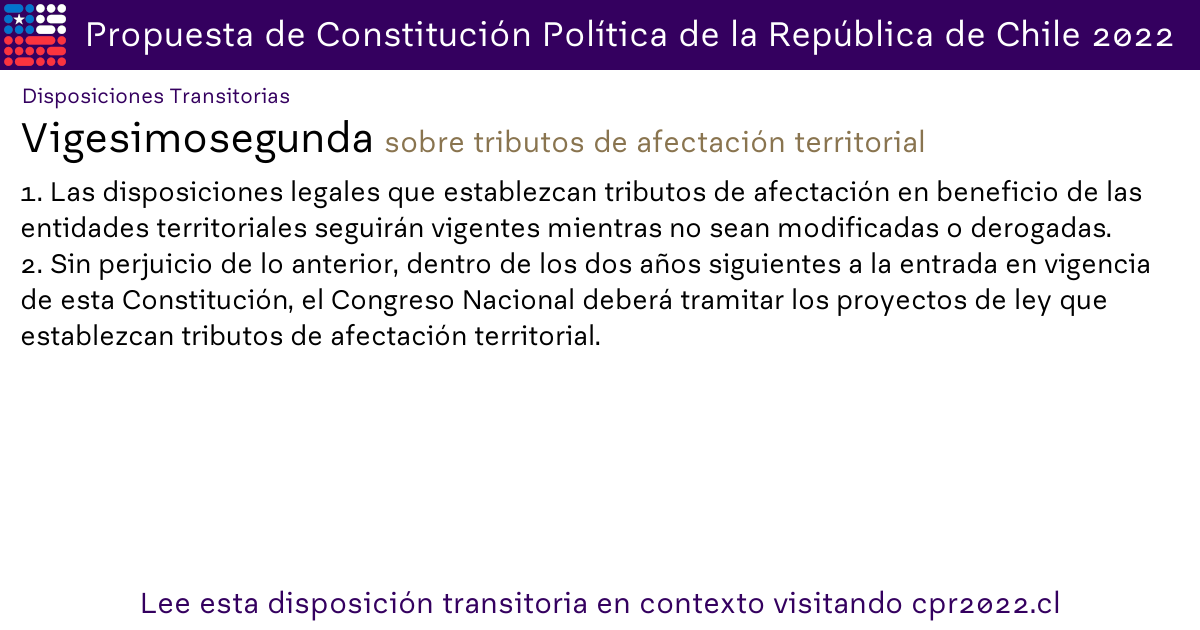 Propuesta de Constitución Política de la República de Chile 2022
Disposiciones Transitorias
Vigesimosegunda sobre tributos de afectación territorial
1. Las disposiciones legales que establezcan tributos de afectación en beneficio de las
entidades territoriales seguirán vigentes mientras no sean modificadas o derogadas.
2. Sin perjuicio de lo anterior, dentro de los dos años siguientes a la entrada en vigencia
de esta Constitución, el Congreso Nacional deberá tramitar los proyectos de ley que
establezcan tributos de afectación territorial.
Lee esta disposición transitoria en contexto visitando cpr2022.cl